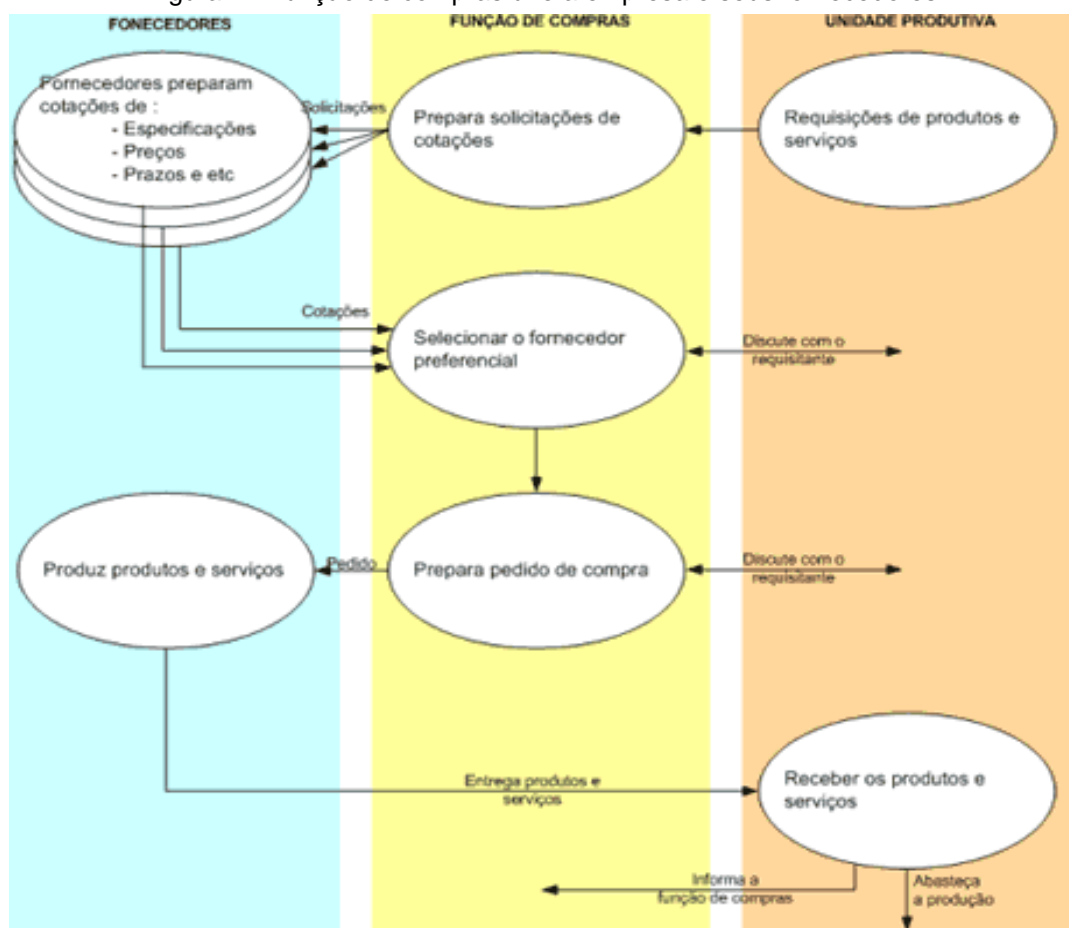 FONECEDORES
FUNÇÃO DE COMPRAS
UNIDADE PRODUTIVA
Fornecedores preparam
cotações de :
- Especificações
- Preços
- Prazos e etc
Solicitações
Prepara solicitações de
cotações
Requisições de produtos e
serviços
Cotações
Selecionar o fornecedor
preferencial
Discute com o
requisitante
Produz produtos e serviços
Pedido
Prepara pedido de compra
Discute com o
requisitante
Entrega produtos e
serviços
Receber os produtos e
serviços
Informa a
função de compras
Abasteça
a produção